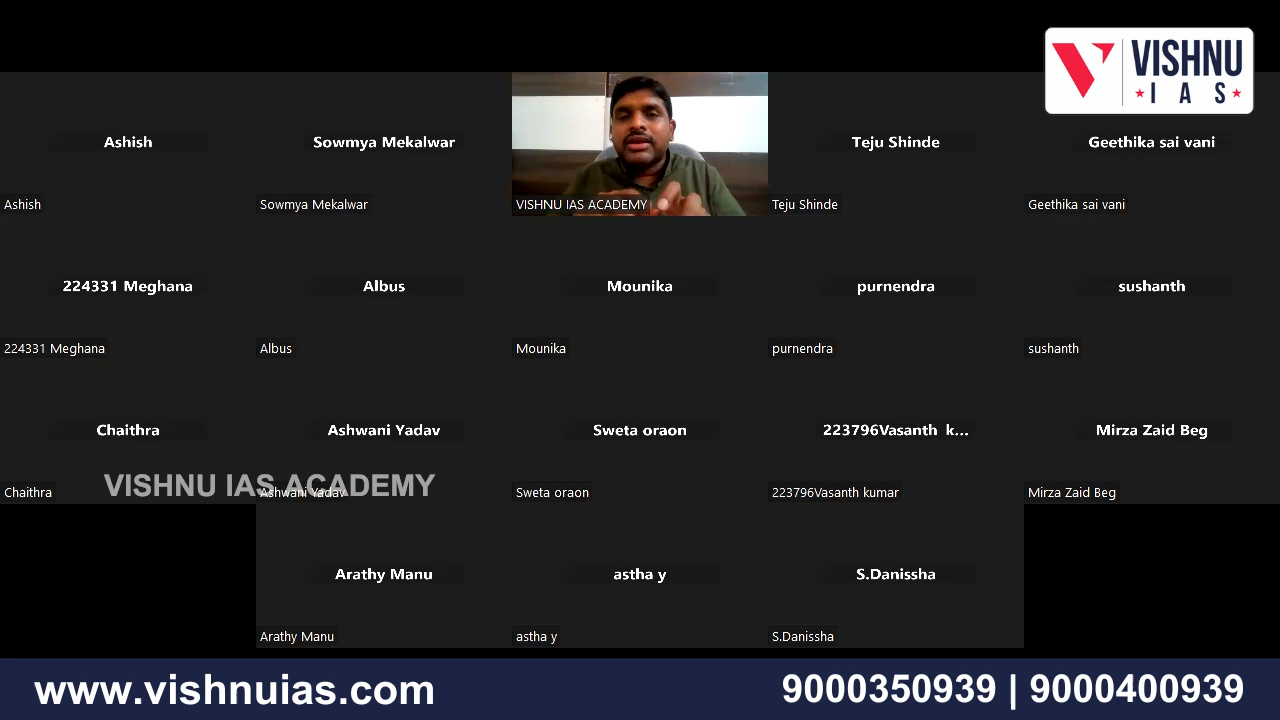 VISHNU
IAS
Ashish
Sowmya Mekalwar
Teju Shinde
Geethika sai vani
Ashish
Sowmya Mekalwar
VISHNU IAS ACADEMY
Teju Shinde
Geethika sai vani
224331 Meghana
Albus
Mounika
purnendra
sushanth
224331 Meghana
Albus
Mounika
purnendra
sushanth
Chaithra
Ashwani Yadav
Sweta oraon
223796Vasanth k...
Mirza Zaid Beg
VISHNU IAS ACADEMY
Chaithra
Ashwani Yadav
Sweta oraon
223796Vasanth kumar
Mirza Zaid Beg
Arathy Manu
astha y
S.Danissha
Arathy Manu
astha y
S.Danissha
www.vishnuias.com
9000350939 | 9000400939